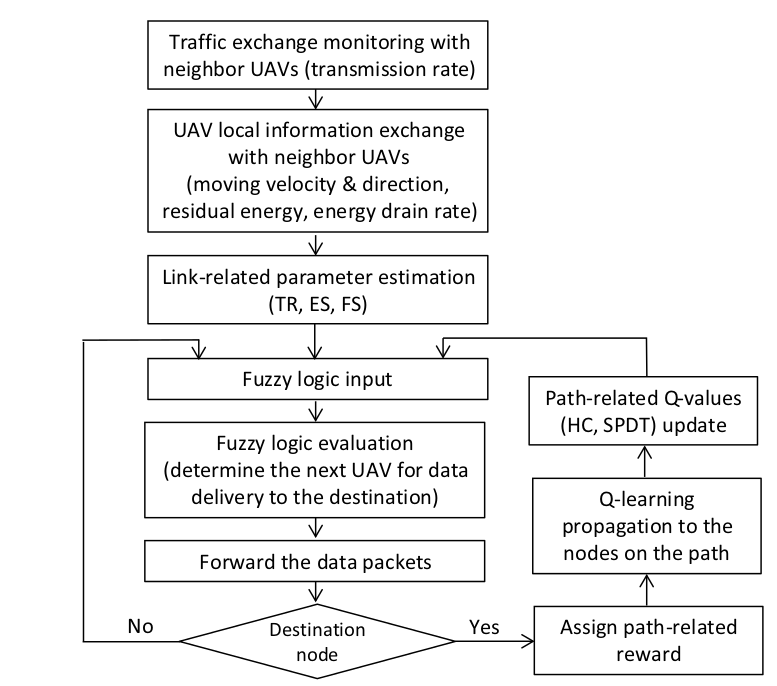 Traffic exchange monitoring with
neighbor UAVs (transmission rate)
UAV local information exchange
with neighbor UAVs
(moving velocity & direction,
residual energy, energy drain rate)
Link-related parameter estimation
(TR, ES, FS)
Fuzzy logic input
Fuzzy logic evaluation
(determine the next UAV for data
delivery to the destination)
Forward the data packets
Destination
node
No
Yes
Assign path-related
reward
Q-learning
propagation to the
nodes on the path
Path-related Q-values
(HC, SPDT) update